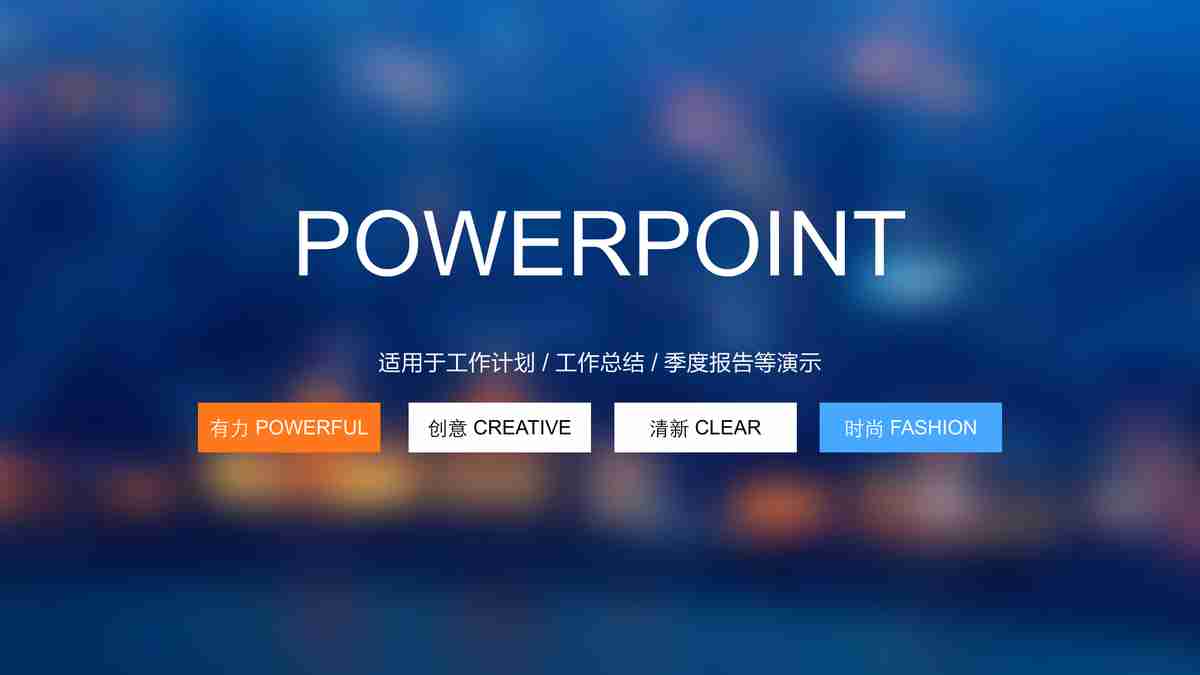 POWERPOINT
适用于工作计划 / 工作总结 / 季度报告等演示
有力 POWERFUL
创意 CREATIVE
清新 CLEAR
时尚 FASHION